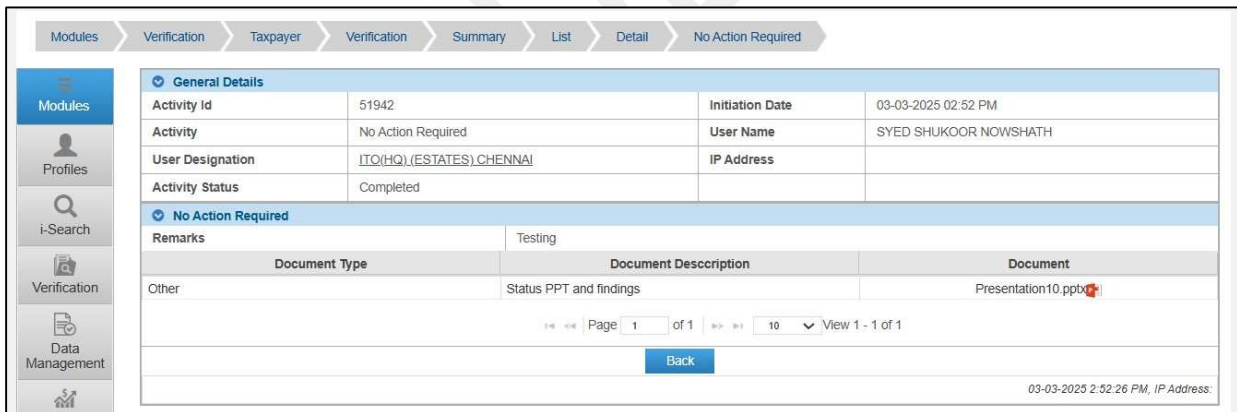 Modules Verification Taxpayer Verification Summary List Detail No Action Required
Modules
Profiles
i-Search
Verification
Data
Management
General Details
Activity Id 51942 Initiation Date 03-03-2025 02:52 PM
Activity No Action Required User Name SYED SHUKOOR NOWSHATH
User Designation ITO(HQ) (ESTATES) CHENNAI IP Address
Activity Status Completed
No Action Required
Remarks Testing
Document Type Document Desccription Document
Other Status PPT and findings Presentation10.pptx
Page 1 of 1 10 View 1 - 1 of 1
Back
03-03-2025 2:52:26 PM, IP Address: